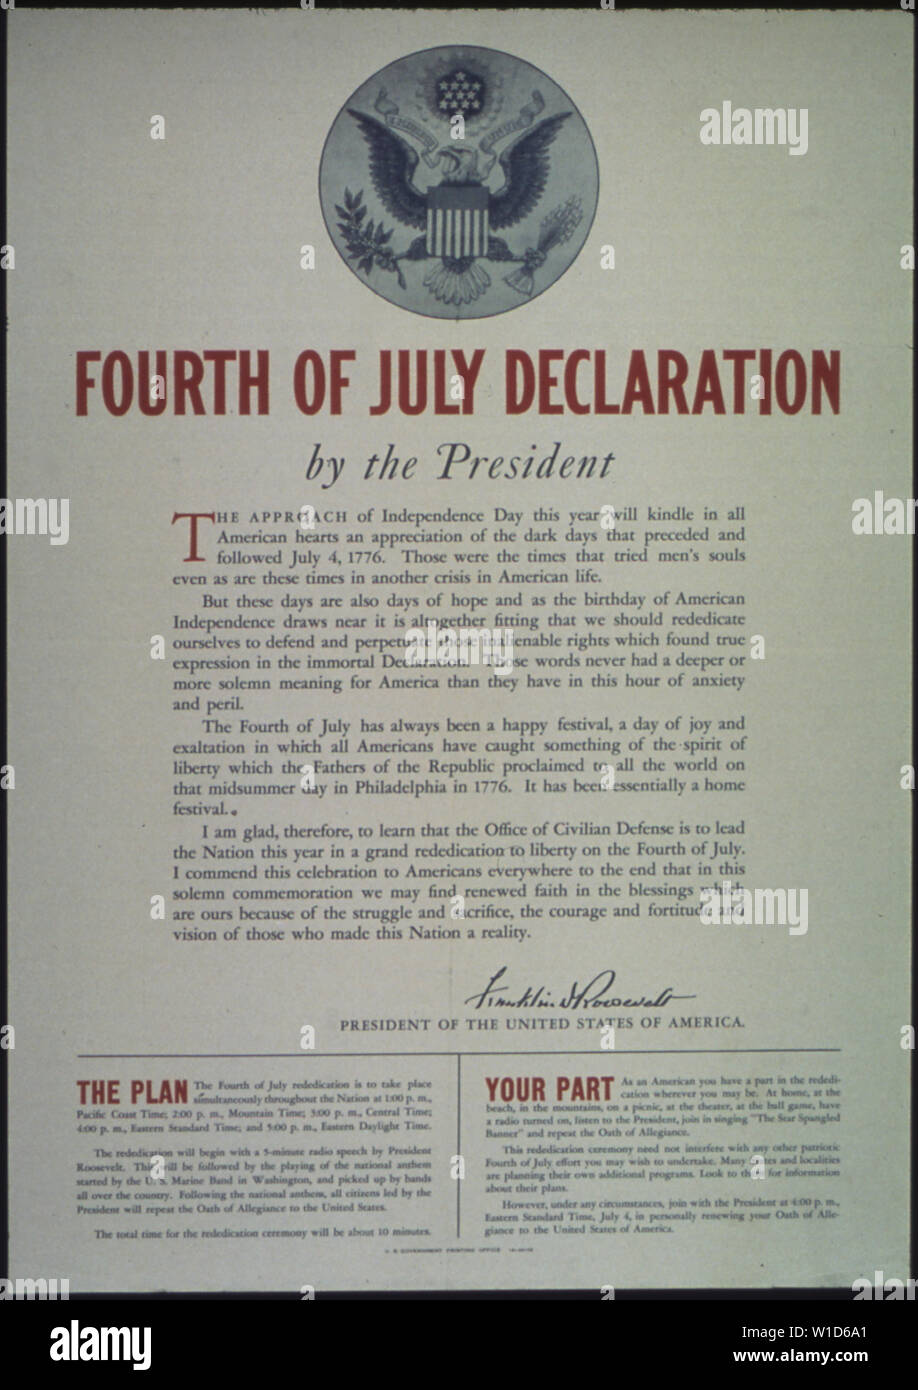 FOURTH OF JULY DECLARATION
by the President
THE APPROACH of Independence Day this year will kindle in all
American hearts an appreciation of the dark days that preceded and
followed July 4, 1776. Those were the times that tried men's souls
even as are these times in another crisis in American life.
But these days are also days of hope and as the birthday of American
Independence draws near it is altogether fitting that we should rededicate
ourselves to defend and perpetuate those inalienable rights which found true
expression in the immortal Declaration. Those words never had a deeper or
more solemn meaning for America than they have in this hour of anxiety
and peril.
The Fourth of July has always been a happy festival, a day of joy and
exaltation in which all Americans have caught something of the spirit of
liberty which the Fathers of the Republic proclaimed to all the world on
that midsummer day in Philadelphia in 1776. It has been essentially a home
festival.
I am glad, therefore, to learn that the Office of Civilian Defense is to lead
the Nation this year in a grand rededication to liberty on the Fourth of July.
I commend this celebration to Americans everywhere to the end that in this
solemn commemoration we may find renewed faith in the blessings which
are ours because of the struggle and sacrifice, the courage and fortitude and
vision of those who made this Nation a reality.
Franklin D Roosevelt
PRESIDENT OF THE UNITED STATES OF AMERICA.
THE PLAN The Fourth of July rededication is to take place
simultaneously throughout the Nation at 1:00 p. m.,
Pacific Coast Time; 2:00 p. m., Mountain Time; 3:00 p. m., Central Time;
4:00 p. m., Eastern Standard Time; and 5:00 p. m., Eastern Daylight Time.
The rededication will begin with a 5-minute radio speech by President
Roosevelt. This will be followed by the playing of the national anthem
started by the U. S. Marine Band in Washington, and picked up by bands
all over the country. Following the national anthem, all citizens led by the
President will repeat the Oath of Allegiance to the United States.
The total time for the rededication ceremony will be about 10 minutes.
YOUR PART As an American you have a part in the rededi-
cation wherever you may be. At home, at the
beach, in the mountains, on a picnic, at the theater, at the ball game, have
a radio turned on, listen to the President, join in singing "The Star Spangled
Banner" and repeat the Oath of Allegiance.
This rededication ceremony need not interfere with any other patriotic
Fourth of July effort you may wish to undertake. Many States and localities
are planning their own additional programs. Look to them for information
about their plans.
However, under any circumstances, join with the President at 4:00 p. m.,
Eastern Standard Time, July 4, in personally renewing your Oath of Alle-
giance to the United States of America.
U. S. GOVERNMENT PRINTING OFFICE
alamy
alamy
alamy
alamy
alamy
alamy
alamy
Image ID: W1D6A1
www.alamy.com